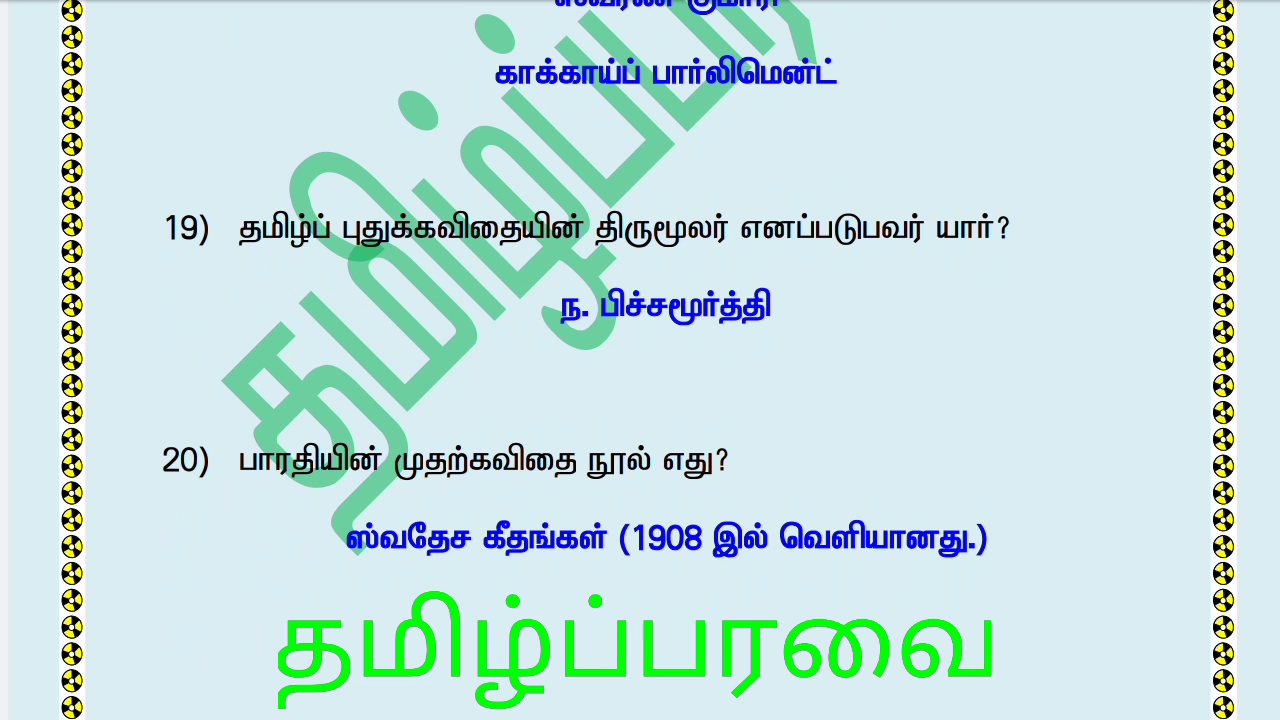 ஸ்வர்ண குமாரி
காக்காய்ப் பார்லிமென்ட்
19) தமிழ்ப் புதுக்கவிதையின் திருமூலர் எனப்படுபவர் யார்?
ந. பிச்சமூர்த்தி
20) பாரதியின் முதற்கவிதை நூல் எது?
ஸ்வதேச கீதங்கள் (1908 இல் வெளியானது.)
தமிழ்ப்பரவை